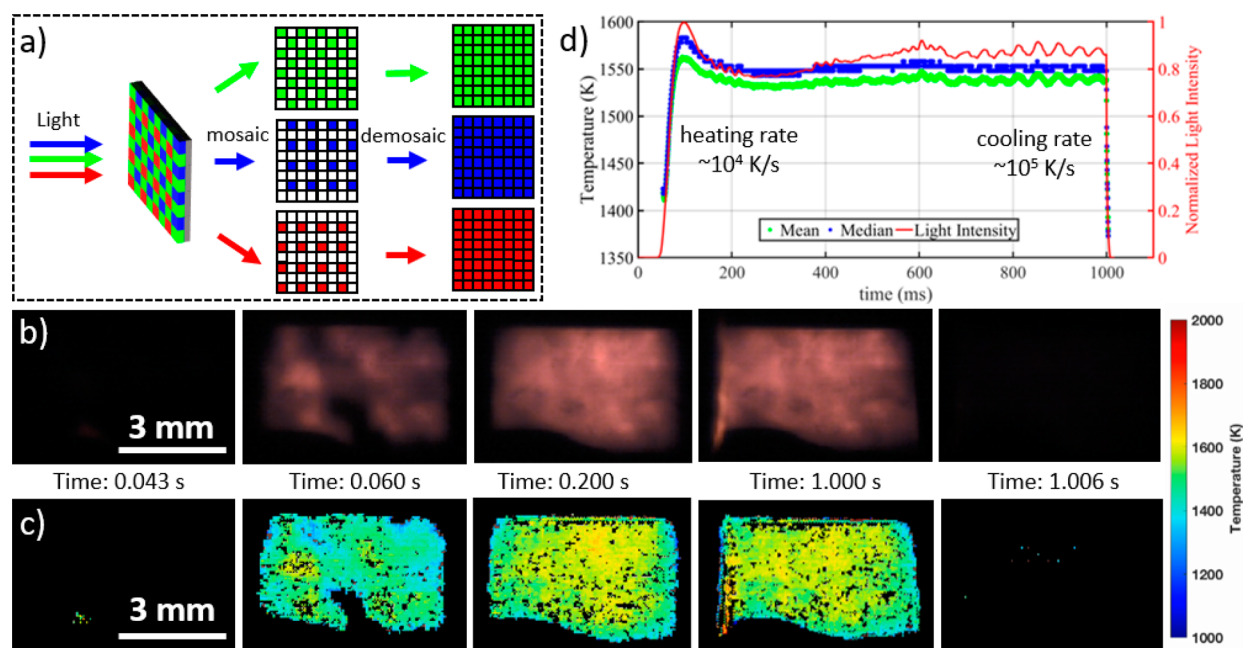 a)
Light
mosaic
demosaic
d)
1600
1550
1500
1450
1400
1350
Temperature (K)
heating rate
~10⁴ K/s
cooling rate
~10⁵ K/s
Mean
Median
Light Intensity
0
200
400
600
800
1000
time (ms)
1
0.8
0.6
0.4
0.2
0
Normalized Light Intensity
b)
3 mm
Time: 0.043 s
Time: 0.060 s
Time: 0.200 s
Time: 1.000 s
Time: 1.006 s
c)
3 mm
2000
1800
1600
1400
1200
1000
Temperature (K)